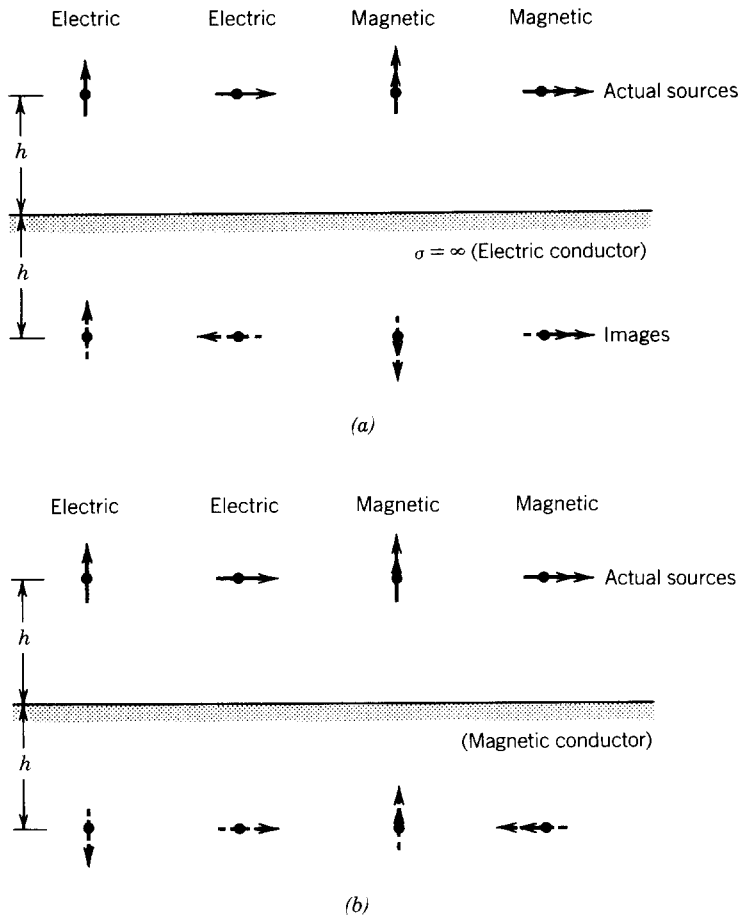 Electric Electric Magnetic Magnetic
Actual sources
h
σ = ∞ (Electric conductor)
h
Images
(a)
Electric Electric Magnetic Magnetic
Actual sources
h
(Magnetic conductor)
h
(b)